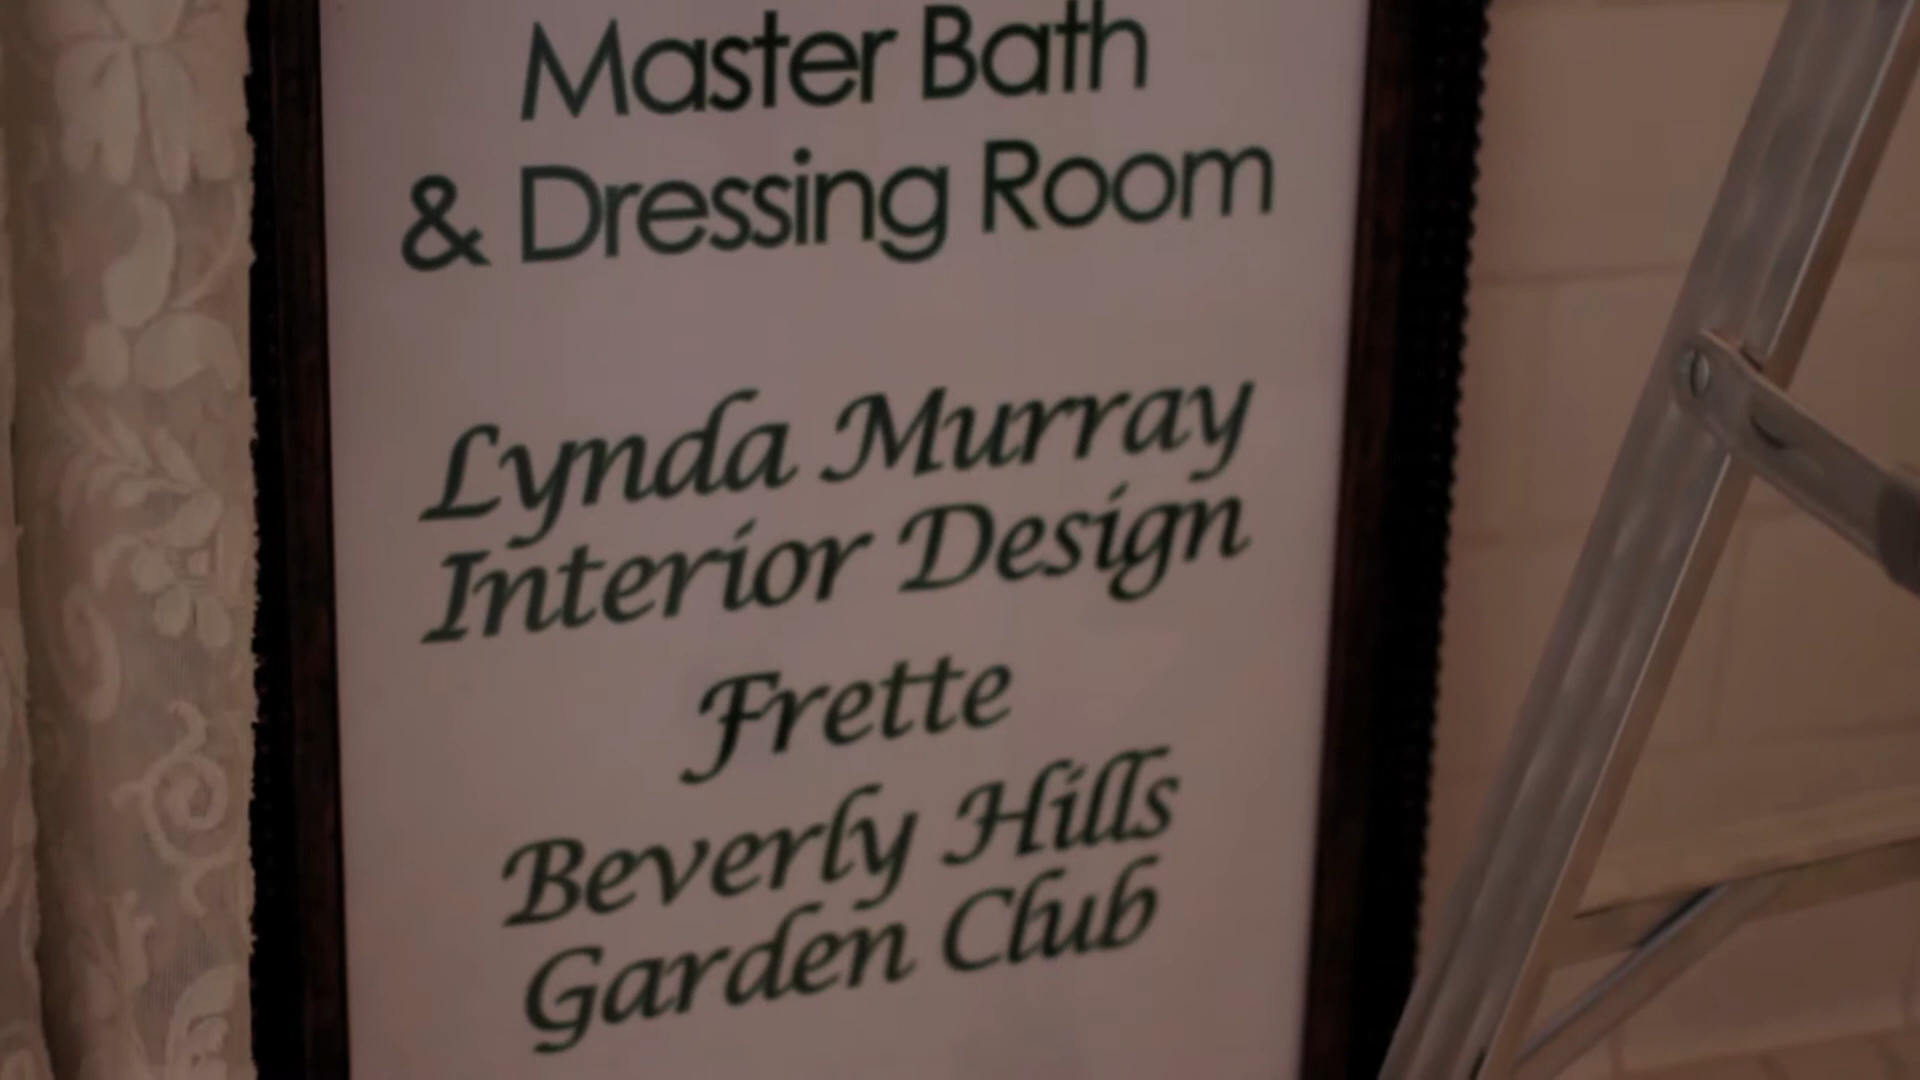 Master Bath
& Dressing Room
Lynda Murray
Interior Design
Frette
Beverly Hills
Garden Club